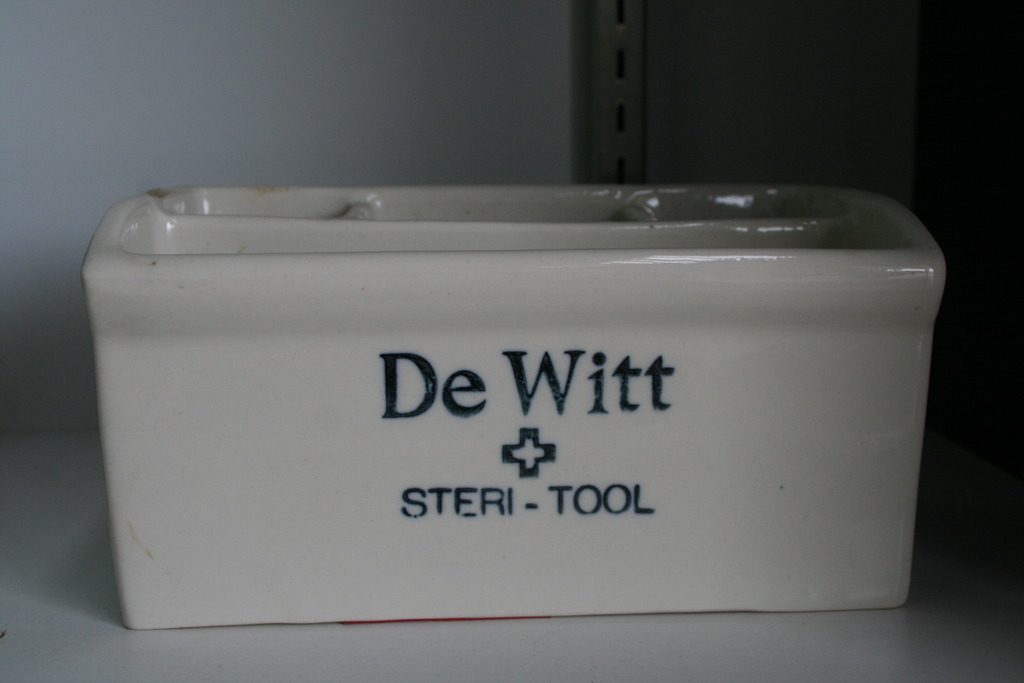 De Witt
STERI - TOOL